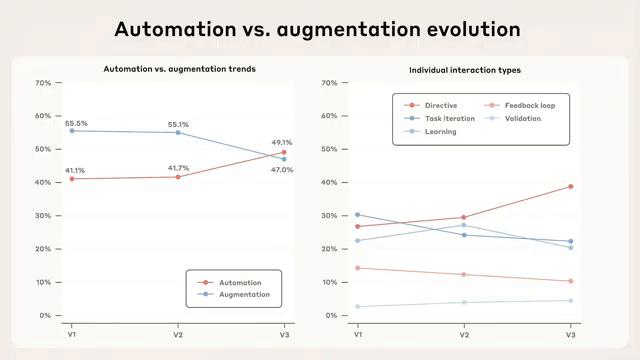 Automation vs. augmentation evolution
Automation vs. augmentation trends
70%
60%
50%
40%
30%
20%
10%
0%
55.5%
55.1%
49.1%
41.1%
41.7%
47.0%
Automation
Augmentation
V1
V2
V3
Individual interaction types
70%
60%
50%
40%
30%
20%
10%
0%
Directive
Feedback loop
Task iteration
Validation
Learning
V1
V2
V3